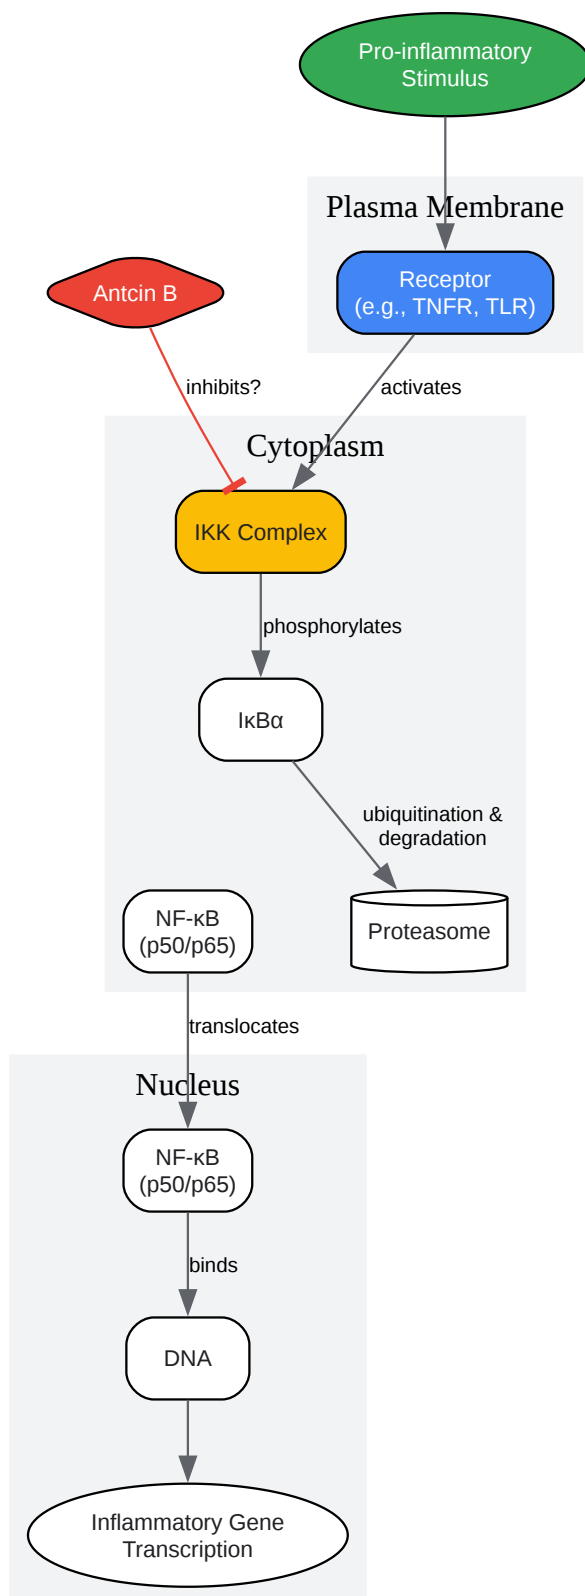 Pro-inflammatory
Stimulus
Plasma Membrane
Receptor
(e.g., TNFR, TLR)
Antcin B
inhibits?
activates
Cytoplasm
IKK Complex
phosphorylates
IκBα
ubiquitination &
degradation
NF-κB
(p50/p65)
Proteasome
translocates
Nucleus
NF-κB
(p50/p65)
binds
DNA
Inflammatory Gene
Transcription